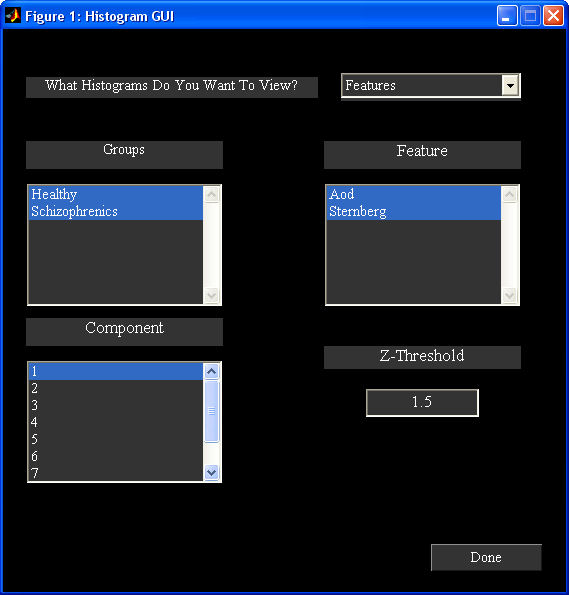 Figure 1: Histogram GUI
What Histograms Do You Want To View?
Features
Groups
Feature
Healthy
Schizophrenics
Aod
Sternberg
Component
Z-Threshold
1
2
3
4
5
6
7
1.5
Done